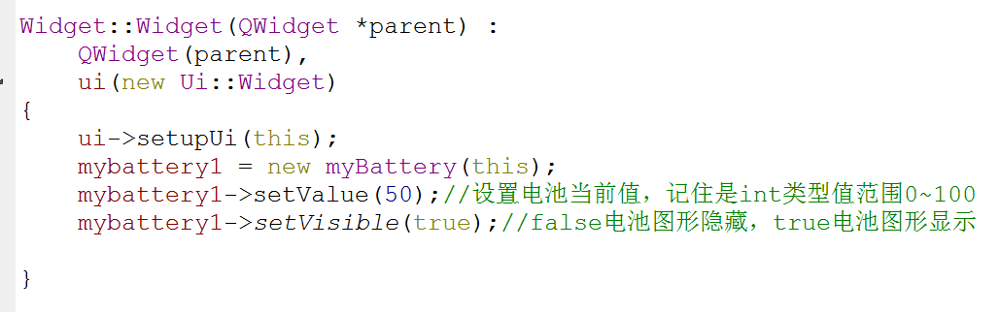 Widget::Widget(QWidget *parent) :
    QWidget(parent),
    ui(new Ui::Widget)
{
    ui->setupUi(this);
    mybattery1 = new myBattery(this);
    mybattery1->setValue(50);//设置电池当前值，记住是int类型值范围0~100
    mybattery1->setVisible(true);//false电池图形隐藏，true电池图形显示
}